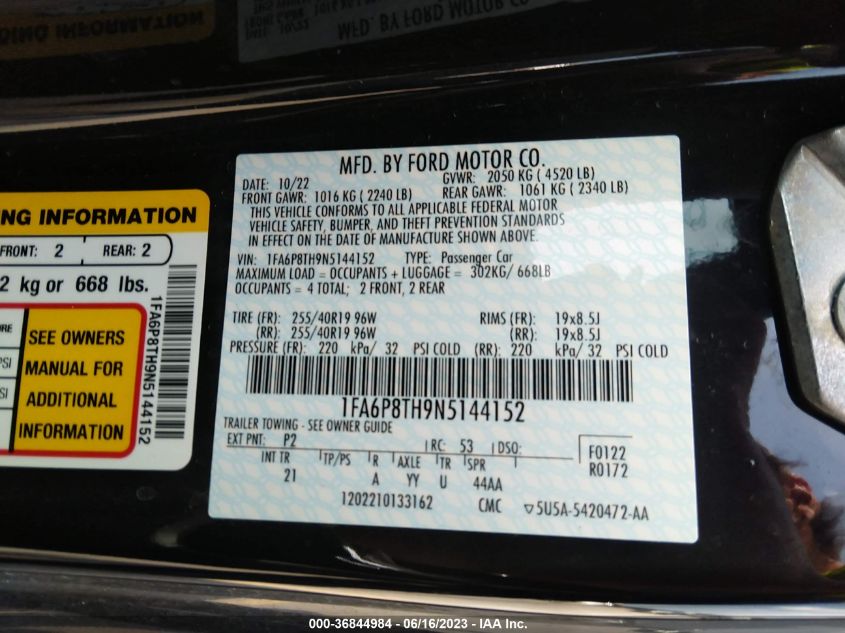 MFD. BY FORD MOTOR CO.
DATE: 10/22 GVWR: 2050 KG ( 4520 LB)
FRONT GAWR: 1016 KG ( 2240 LB) REAR GAWR: 1061 KG ( 2340 LB)
THIS VEHICLE CONFORMS TO ALL APPLICABLE FEDERAL MOTOR
VEHICLE SAFETY, BUMPER, AND THEFT PREVENTION STANDARDS
IN EFFECT ON THE DATE OF MANUFACTURE SHOWN ABOVE.
VIN: 1FA6P8TH9N5144152 TYPE: Passenger Car
MAXIMUM LOAD = OCCUPANTS + LUGGAGE = 302KG/ 668LB
OCCUPANTS = 4 TOTAL; 2 FRONT, 2 REAR
TIRE (FR): 255/40R19 96W RIMS (FR): 19x8.5J
(RR): 255/40R19 96W (RR): 19x8.5J
PRESSURE (FR): 220 kPa/ 32 PSI COLD (RR): 220 kPa/ 32 PSI COLD
1FA6P8TH9N5144152
TRAILER TOWING - SEE OWNER GUIDE
EXT PNT: P2 RC: 53 DSO: F0122
INT TR TP/PS R AXLE TR SPR R0172
21 A YY U 44AA
1202210133162 CMC 5U5A-5420472-AA
NG INFORMATION
FRONT: 2 REAR: 2
2 kg or 668 lbs.
SEE OWNERS
MANUAL FOR
ADDITIONAL
INFORMATION
PSI
PSI
1FA6P8TH9N5144152
000-36844984 - 06/16/2023 - IAA Inc.